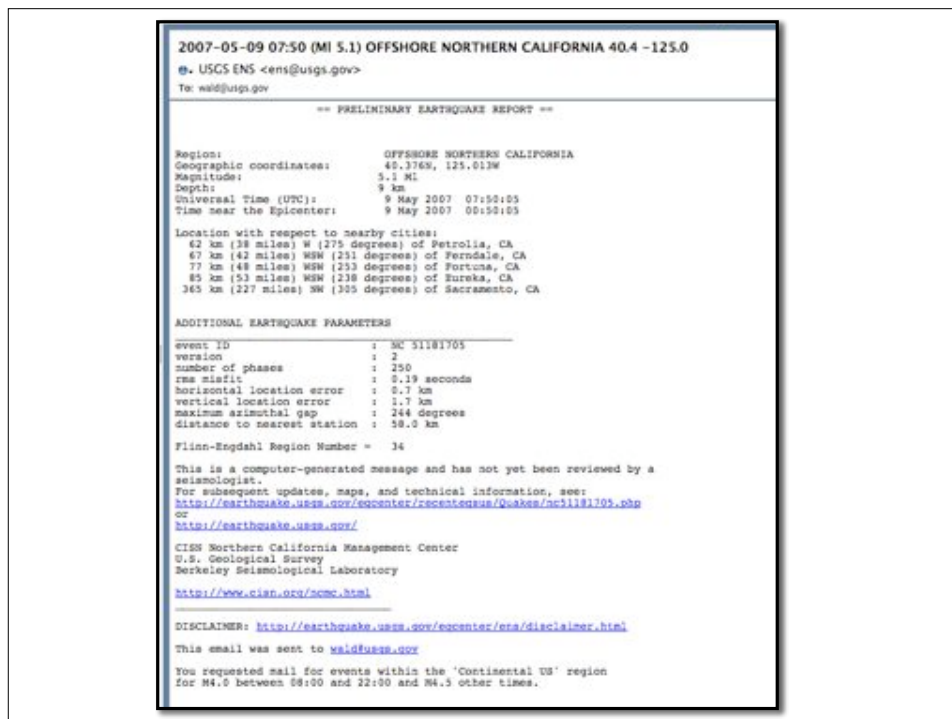 2007-05-09 07:50 (Ml 5.1) OFFSHORE NORTHERN CALIFORNIA 40.4 -125.0
USGS ENS <ens@usgs.gov>
To: wald@usgs.gov
== PRELIMINARY EARTHQUAKE REPORT ==
Region: OFFSHORE NORTHERN CALIFORNIA
Geographic coordinates: 40.376N, 125.013W
Magnitude: 5.1 Ml
Depth: 9 km
Universal Time (UTC): 9 May 2007 07:50:05
Time near the Epicenter: 9 May 2007 00:50:05
Location with respect to nearby cities:
62 km (38 miles) W (275 degrees) of Petrolia, CA
67 km (42 miles) WSW (251 degrees) of Ferndale, CA
77 km (48 miles) WSW (253 degrees) of Fortuna, CA
85 km (53 miles) WSW (238 degrees) of Eureka, CA
365 km (227 miles) NW (305 degrees) of Sacramento, CA
ADDITIONAL EARTHQUAKE PARAMETERS
event ID : NC 51181705
version : 2
number of phases : 250
rms misfit : 0.19 seconds
horizontal location error : 0.7 km
vertical location error : 1.7 km
maximum azimuthal gap : 244 degrees
distance to nearest station : 58.0 km
Flinn-Engdahl Region Number = 34
This is a computer-generated message and has not yet been reviewed by a
seismologist.
For subsequent updates, maps, and technical information, see:
http://earthquake.usgs.gov/eqcenter/recenteqsus/Quakes/nc51181705.php
or
http://earthquake.usgs.gov/
CISN Northern California Management Center
U.S. Geological Survey
Berkeley Seismological Laboratory
http://www.cisn.org/ncmc.html
DISCLAIMER: http://earthquake.usgs.gov/eqcenter/ens/disclaimer.html
This email was sent to wald@usgs.gov
You requested mail for events within the 'Continental US' region
for M4.0 between 08:00 and 22:00 and M4.5 other times.